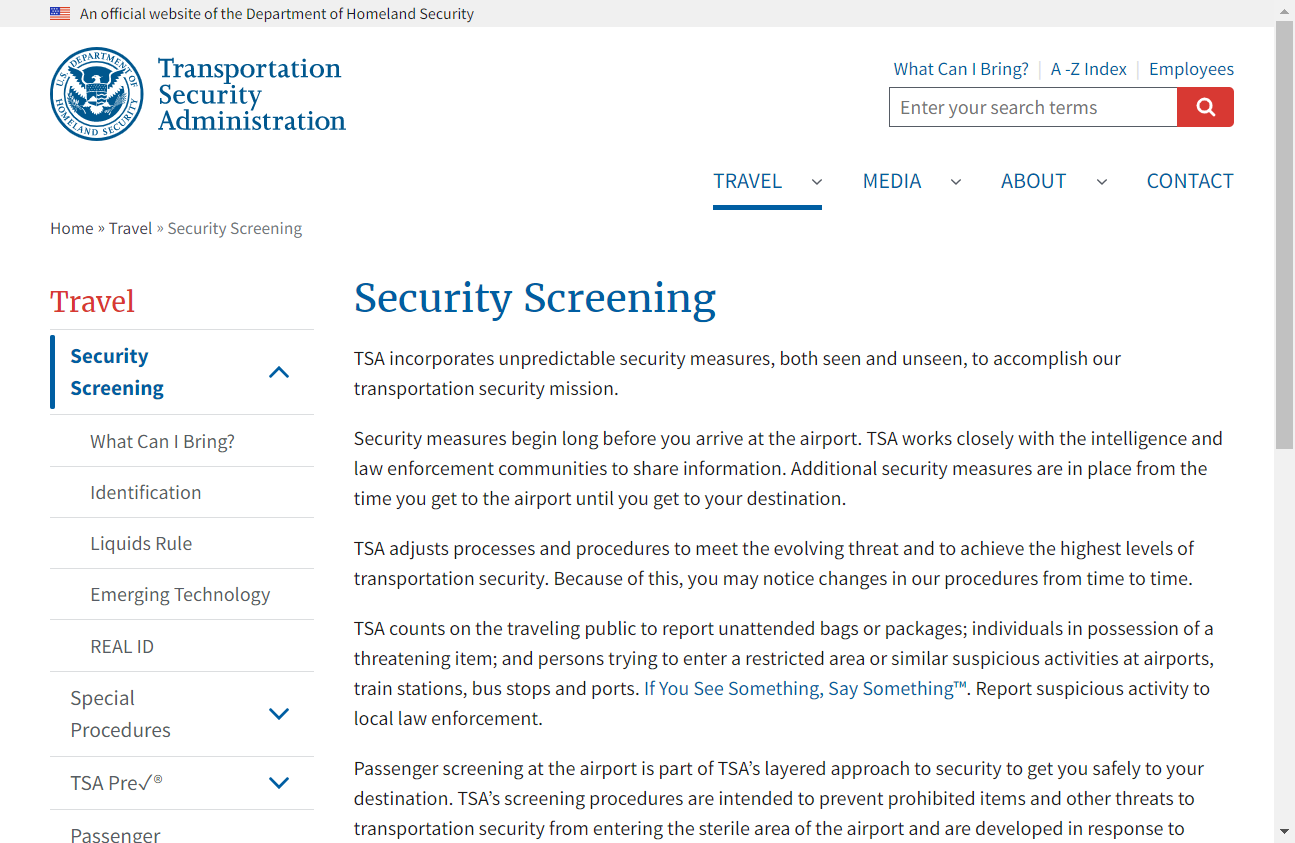 An official website of the Department of Homeland Security
U.S. DEPARTMENT OF HOMELAND SECURITY
Transportation
Security
Administration
What Can I Bring? | A -Z Index | Employees
Enter your search terms
TRAVEL MEDIA ABOUT CONTACT
Home » Travel » Security Screening
Travel
Security
Screening
What Can I Bring?
Identification
Liquids Rule
Emerging Technology
REAL ID
Special
Procedures
TSA Pre✓®
Passenger
Security Screening
TSA incorporates unpredictable security measures, both seen and unseen, to accomplish our
transportation security mission.
Security measures begin long before you arrive at the airport. TSA works closely with the intelligence and
law enforcement communities to share information. Additional security measures are in place from the
time you get to the airport until you get to your destination.
TSA adjusts processes and procedures to meet the evolving threat and to achieve the highest levels of
transportation security. Because of this, you may notice changes in our procedures from time to time.
TSA counts on the traveling public to report unattended bags or packages; individuals in possession of a
threatening item; and persons trying to enter a restricted area or similar suspicious activities at airports,
train stations, bus stops and ports. If You See Something, Say Something™. Report suspicious activity to
local law enforcement.
Passenger screening at the airport is part of TSA’s layered approach to security to get you safely to your
destination. TSA’s screening procedures are intended to prevent prohibited items and other threats to
transportation security from entering the sterile area of the airport and are developed in response to